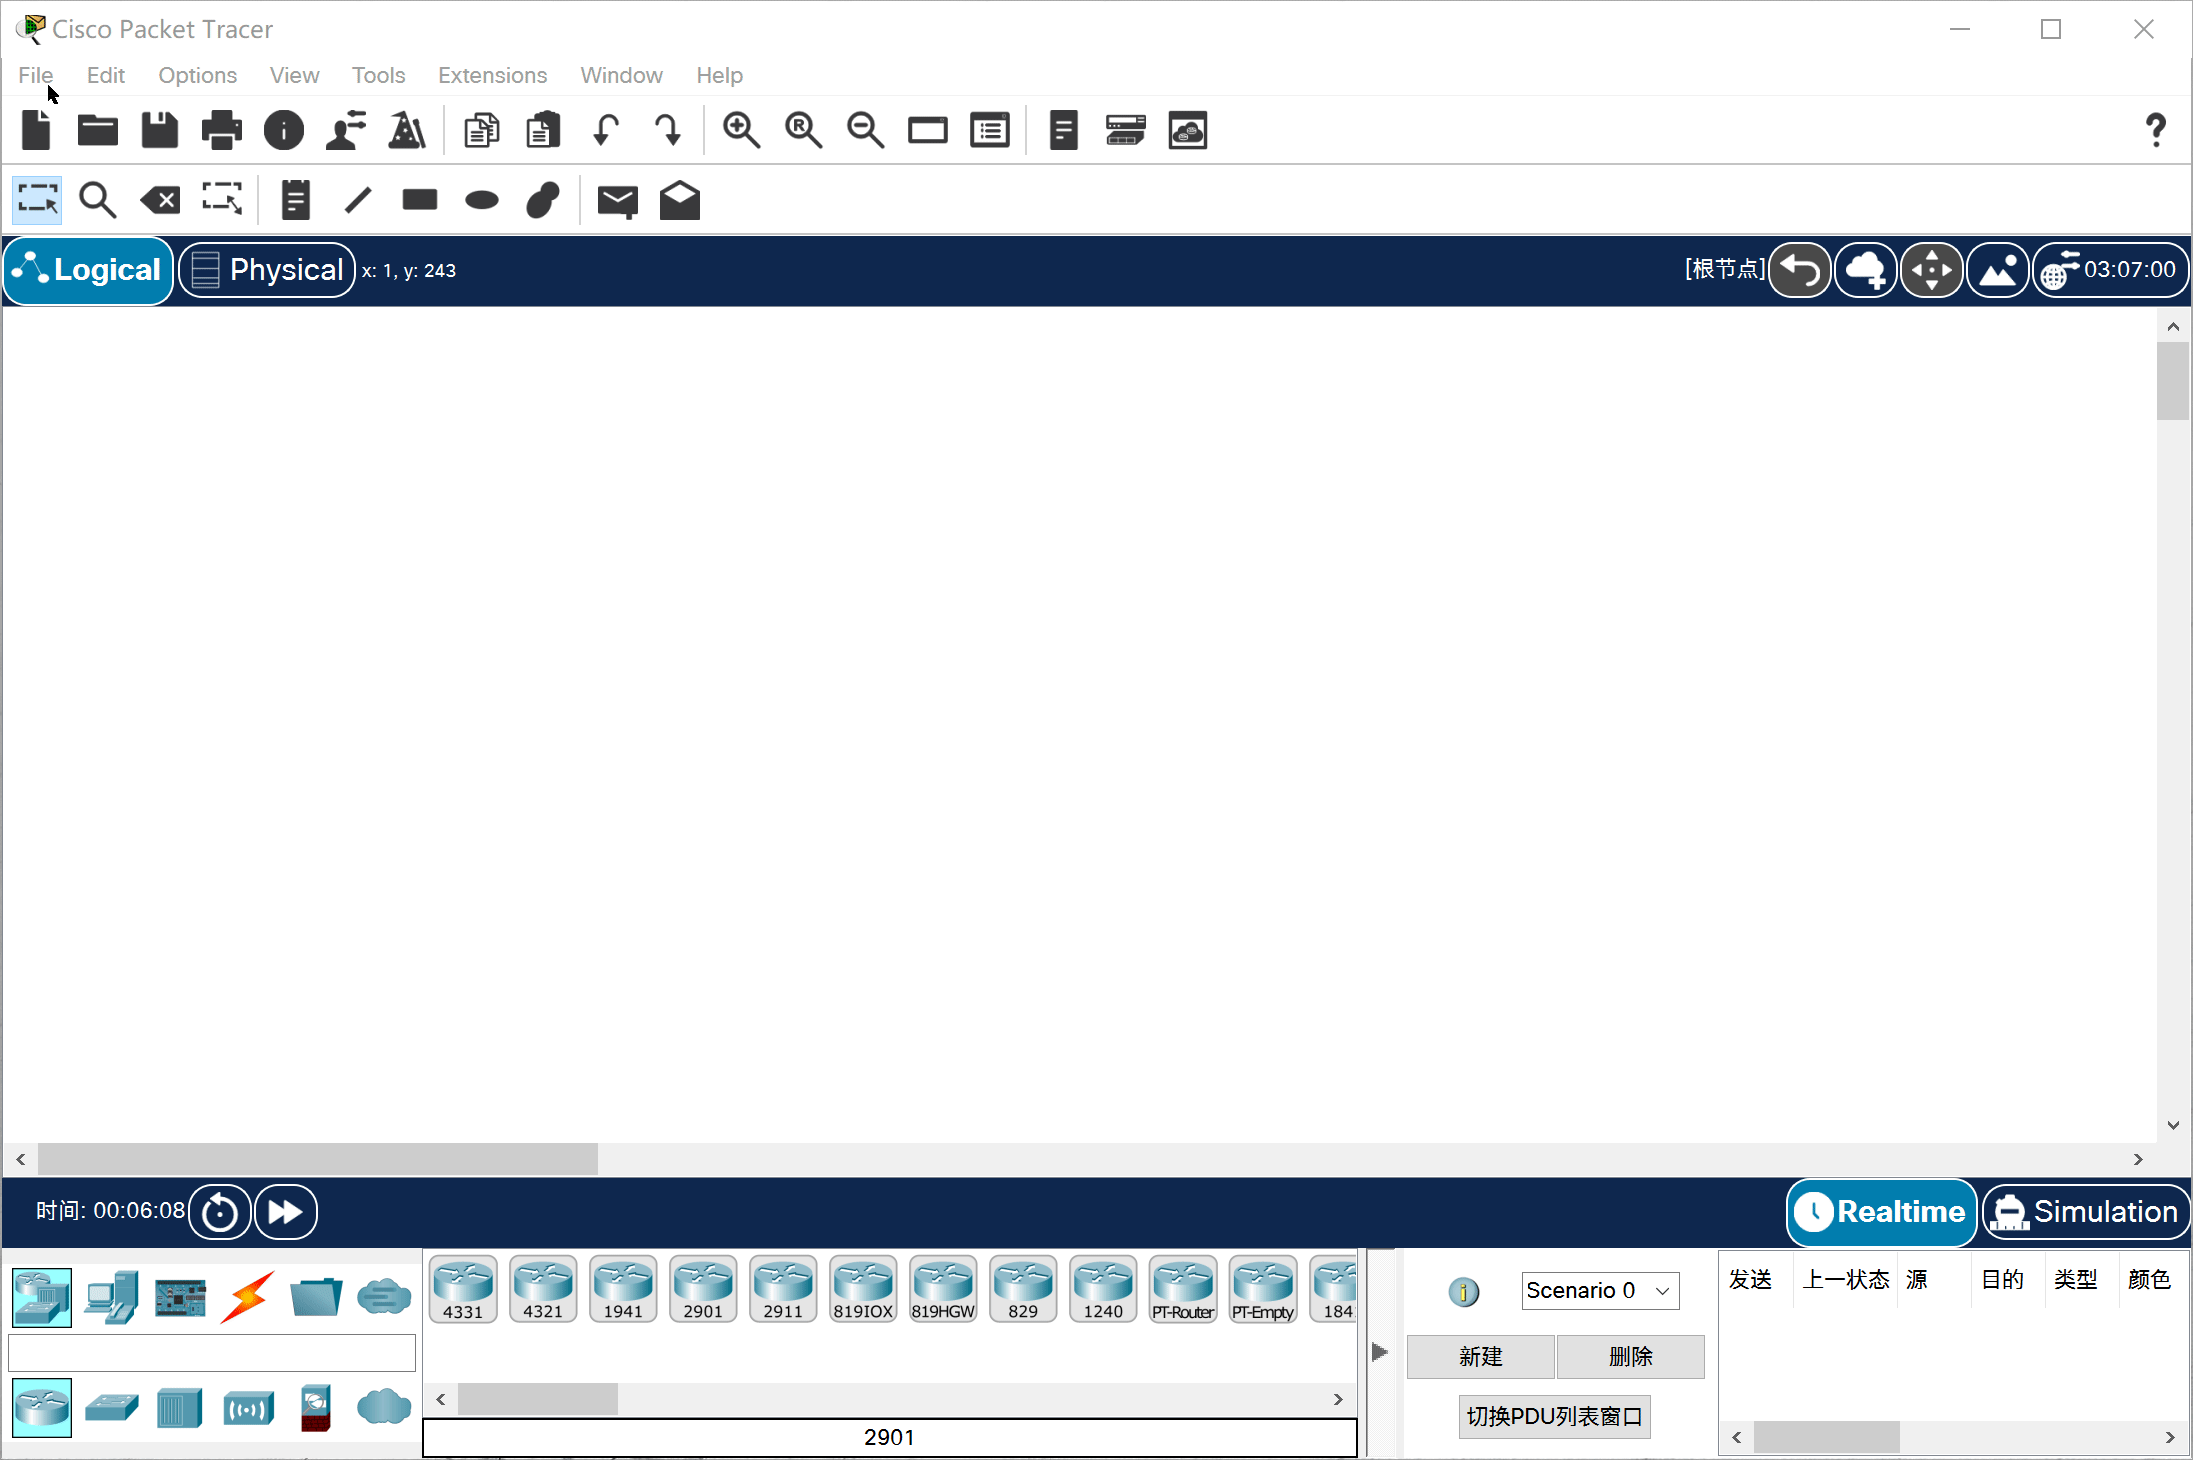 Cisco Packet Tracer
File Edit Options View Tools Extensions Window Help
Logical Physical x: 1, y: 243 [根节点] 03:07:00
时间: 00:06:08 Realtime Simulation
4331 4321 1941 2901 2911 819IOX 819HGW 829 1240 PT-Router PT-Empty 184
Scenario 0
发送 上一状态 源 目的 类型 颜色
新建 删除
切换PDU列表窗口
2901